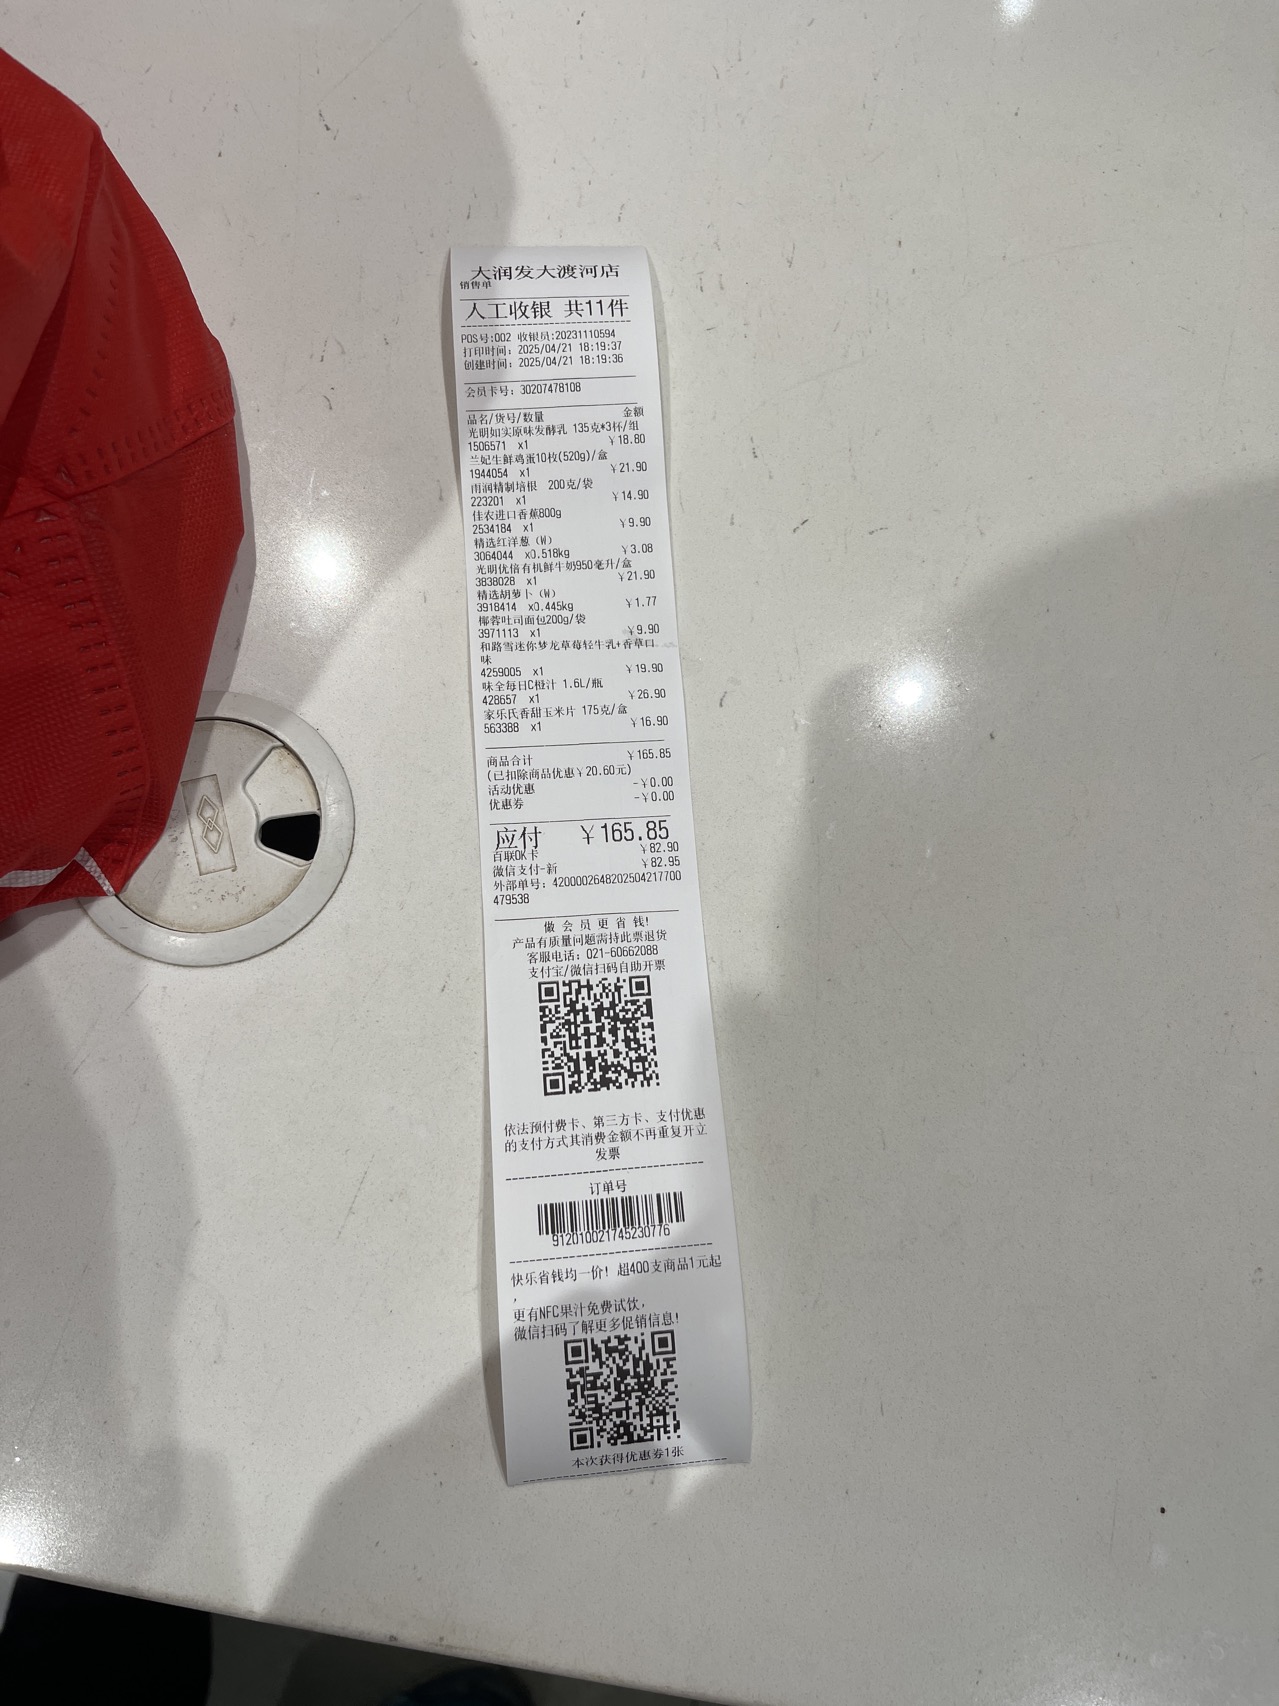 大润发大渡河店
销售单
人工收银 共11件
POS号:002 收银员:20231110594
打印时间: 2025/04/21 18:19:37
创建时间: 2025/04/21 18:19:36
会员卡号: 30207478108
品名/货号/数量 金额
光明如实原味发酵乳 135克*3杯/组
1506571 x1 ￥18.80
兰妃生鲜鸡蛋10枚(520g)/盒
1944054 x1 ￥21.90
雨润精制培根 200克/袋
223201 x1 ￥14.90
佳农进口香蕉800g
2534184 x1 ￥9.90
精选红洋葱(W)
3064044 x0.518kg ￥3.08
光明优倍有机鲜牛奶950毫升/盒
3838028 x1 ￥21.90
精选胡萝卜(W)
3918414 x0.445kg ￥1.77
椰蓉吐司面包200g/袋
3971113 x1 ￥9.90
和路雪迷你梦龙草莓轻牛乳+香草口
味
4259005 x1 ￥19.90
味全每日C橙汁 1.6L/瓶
428657 x1 ￥26.90
家乐氏香甜玉米片 175克/盒
563388 x1 ￥16.90
商品合计 ￥165.85
(已扣除商品优惠￥20.60元)
活动优惠 -￥0.00
优惠券 -￥0.00
应付 ￥165.85
百联OK卡 ￥82.90
微信支付-新 ￥82.95
外部单号: 4200002648202504217700
479538
做 会 员 更 省 钱!
产品有质量问题需持此票退货
客服电话: 021-60662088
支付宝/微信扫码自助开票
依法预付费卡、第三方卡、支付优惠
的支付方式其消费金额不再重复开立
发票
订单号
912010021745230776
快乐省钱均一价! 超400支商品1元起
,
更有NFC果汁免费试饮,
微信扫码了解更多促销信息!
本次获得优惠券1张